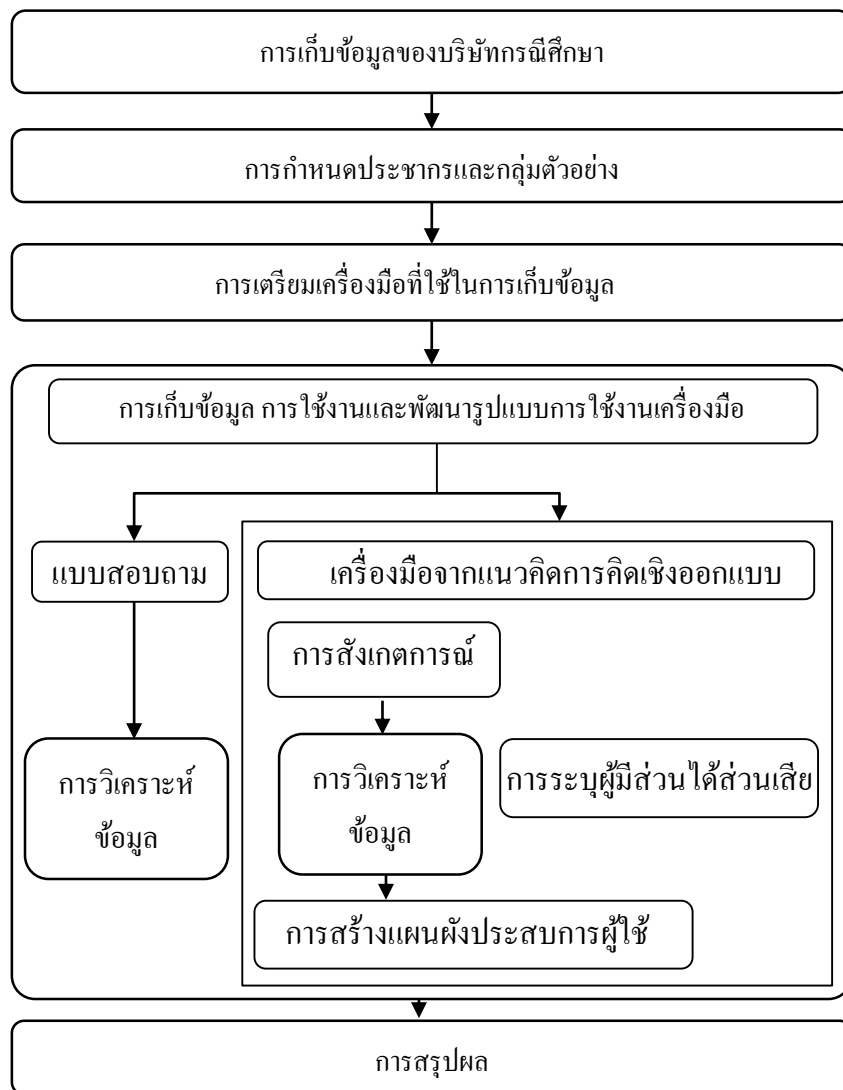 การเก็บข้อมูลของบริษัทกรณีศึกษา
การกำหนดประชากรและกลุ่มตัวอย่าง
การเตรียมเครื่องมือที่ใช้ในการเก็บข้อมูล
การเก็บข้อมูล การใช้งานและพัฒนารูปแบบการใช้งานเครื่องมือ
แบบสอบถาม
เครื่องมือจากแนวคิดการคิดเชิงออกแบบ
การสังเกตการณ์
การวิเคราะห์
ข้อมูล
การวิเคราะห์
ข้อมูล
การระบุผู้มีส่วนได้ส่วนเสีย
การสร้างแผนผังประสบการผู้ใช้
การสรุปผล